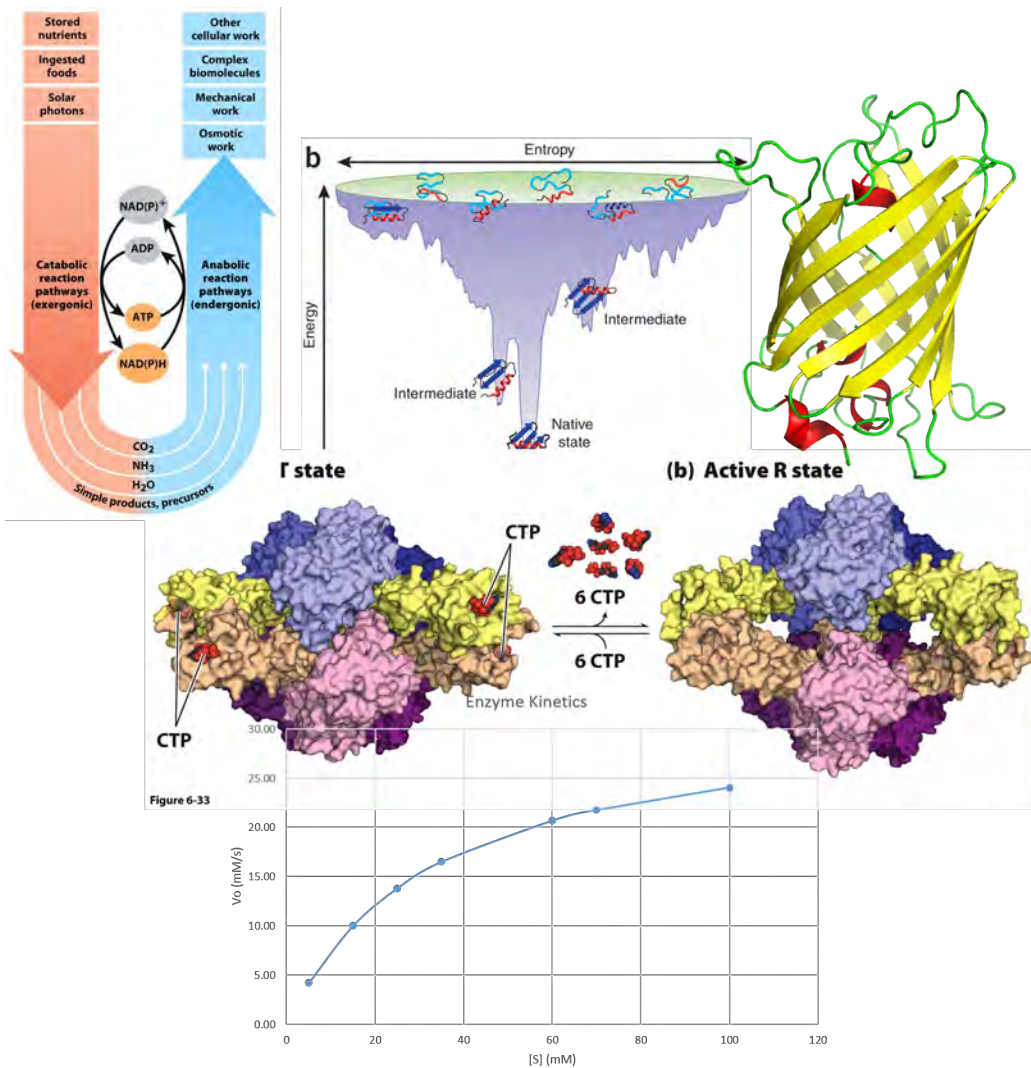 Stored
nutrients
Ingested
foods
Solar
photons
Other
cellular work
Complex
biomolecules
Mechanical
work
Osmotic
work
NAD(P)+
ADP
ATP
NAD(P)H
Catabolic
reaction
pathways
(exergonic)
Anabolic
reaction
pathways
(endergonic)
CO2
NH3
H2O
Simple products, precursors
b
Entropy
Energy
Intermediate
Intermediate
Native
state
T state
(b) Active R state
CTP
6 CTP
6 CTP
CTP
Figure 6-33
Enzyme Kinetics
30.00
25.00
20.00
15.00
10.00
5.00
0.00
Vo (mM/s)
0 20 40 60 80 100 120
[S] (mM)